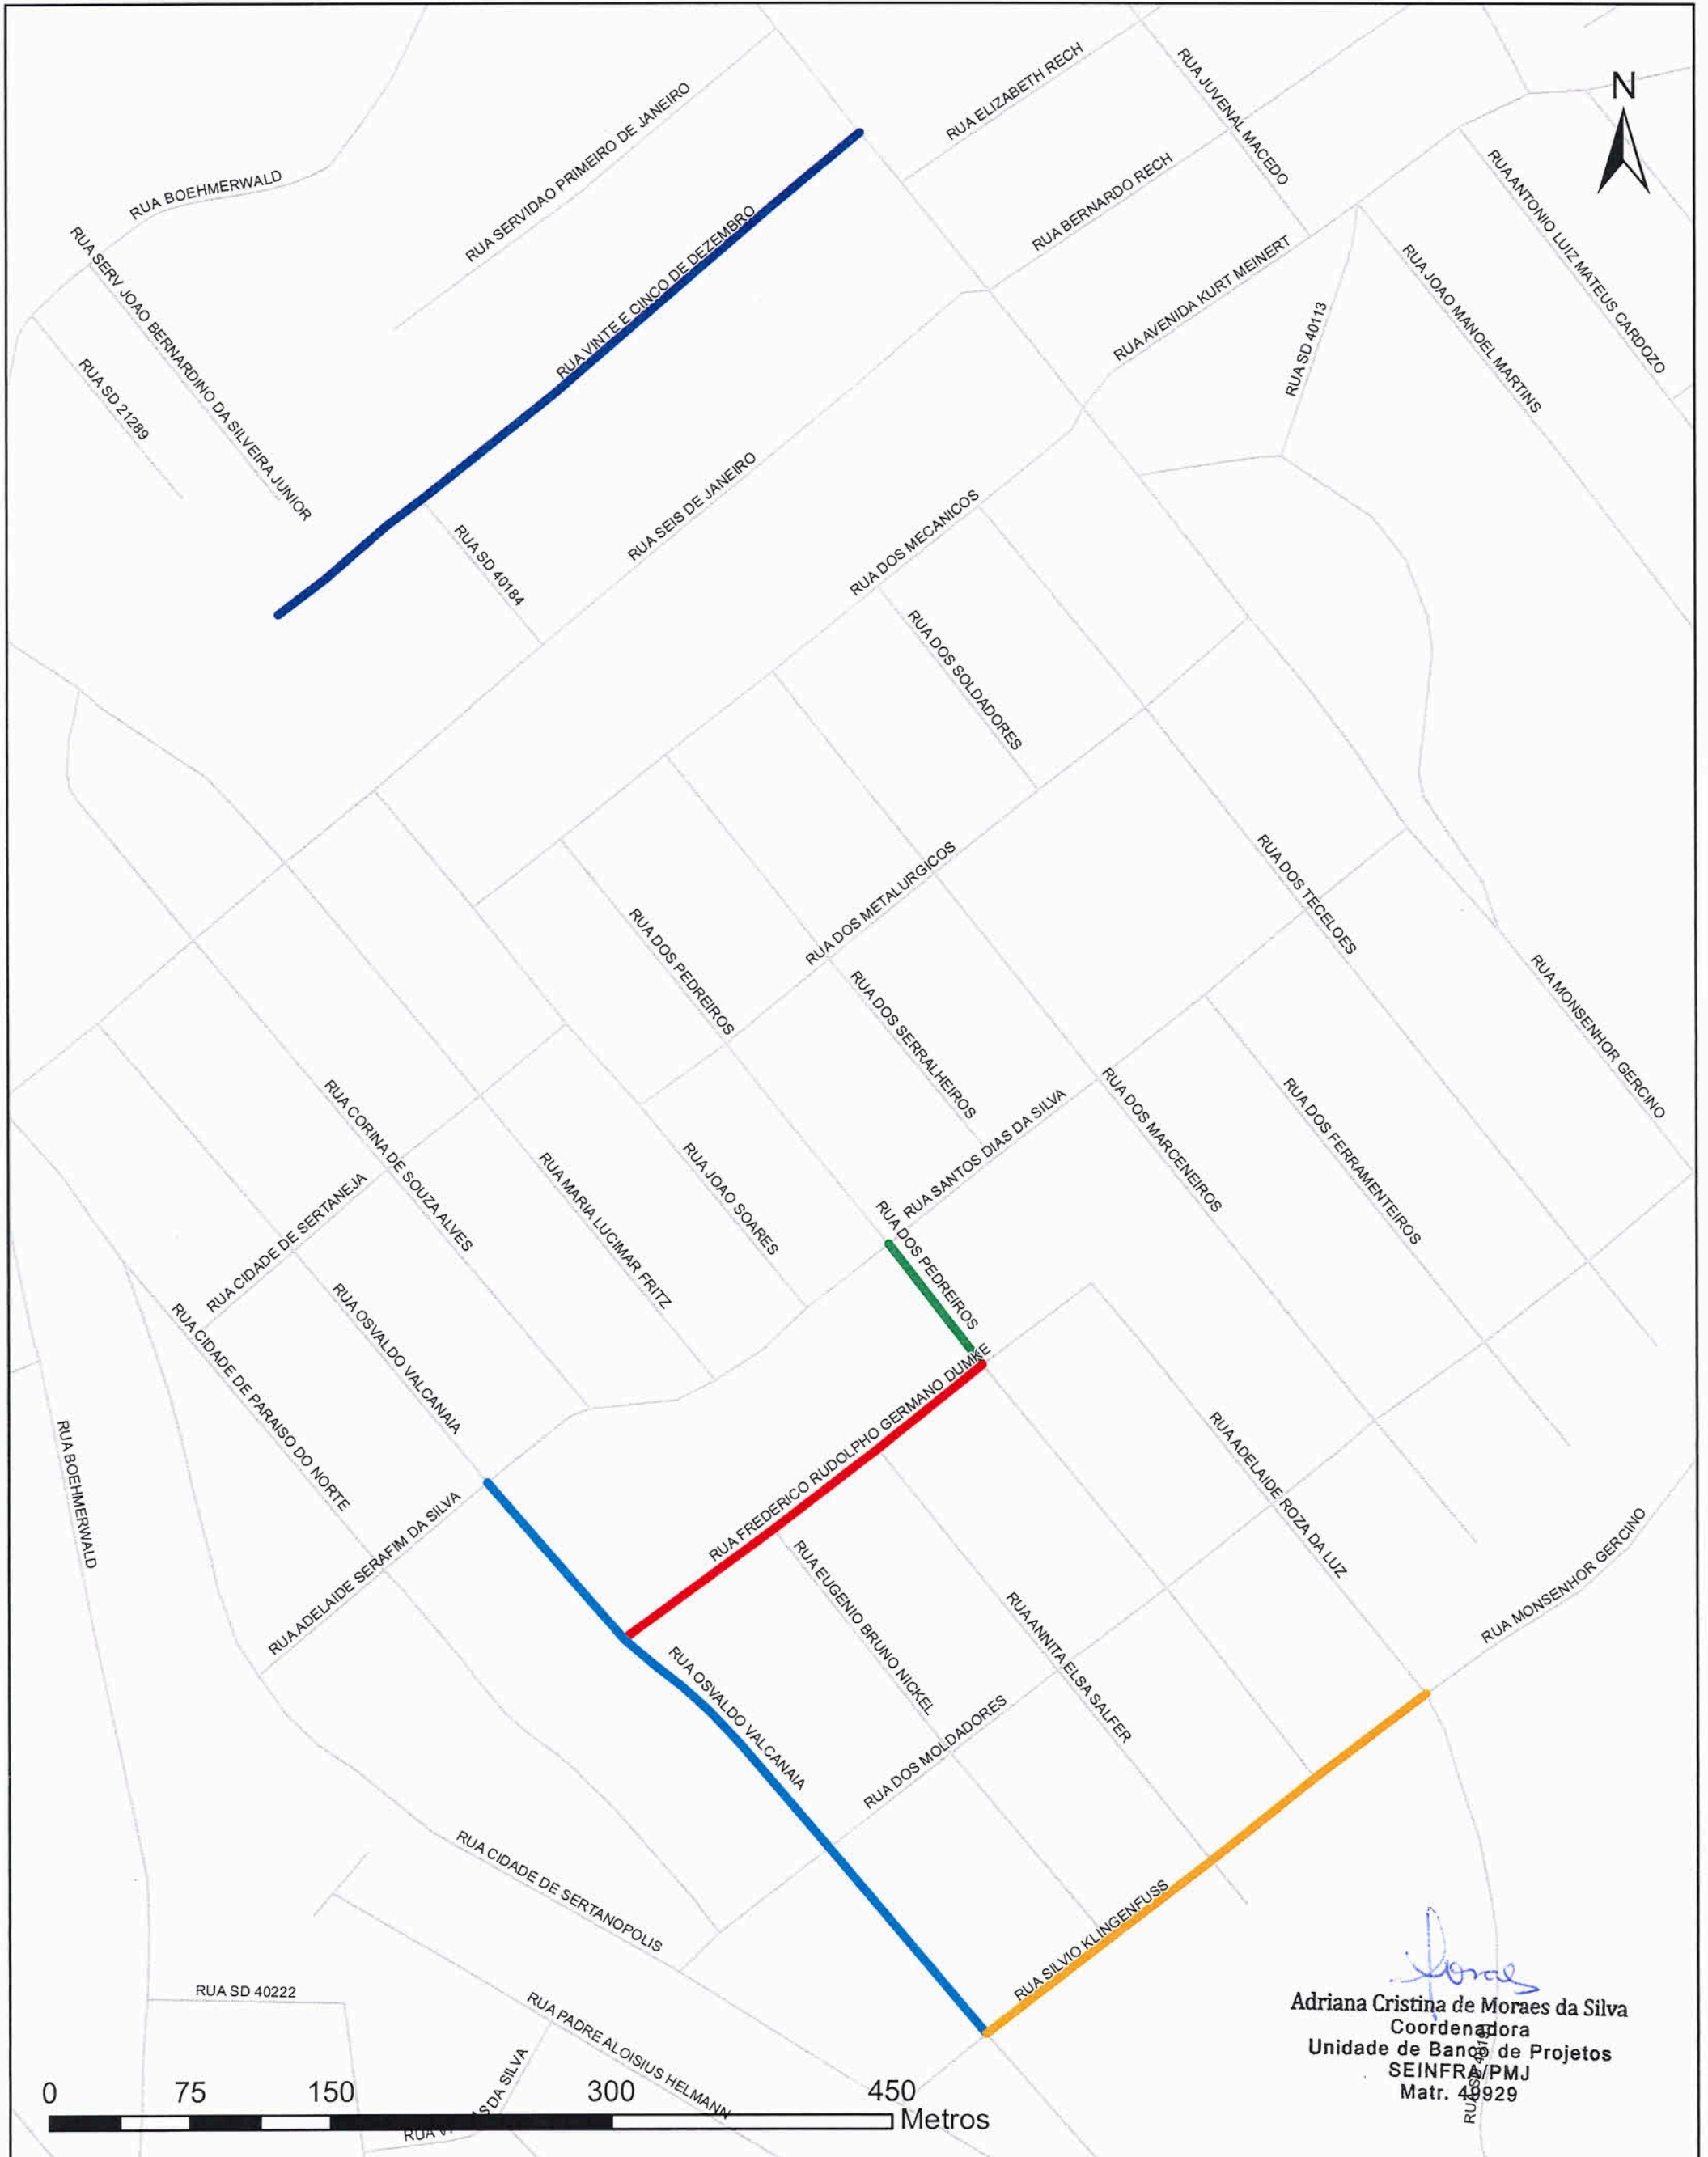 N
RUA ELIZABETH RECH
RUA JUVENAL MACEDO
RUA SERVIDAO PRIMEIRO DE JANEIRO
RUA BERNARDO RECH
RUA ANTONIO LUIZ MATEUS CARDOZO
RUA BOEHMERWALD
RUA VINTE E CINCO DE DEZEMBRO
RUA SERV JOAO BERNARDINO DA SILVEIRA JUNIOR
RUA AVENIDA KURT MEINERT
RUA JOAO MANOEL MARTINS
RUA SD 40113
RUA SD 21289
RUA SEIS DE JANEIRO
RUA SD 40184
RUA DOS MECANICOS
RUA DOS SOLDADORES
RUA DOS TECELOES
RUA DOS METALURGICOS
RUA DOS PEDREIROS
RUA DOS SERRALHEIROS
RUA MONSENHOR GERCINO
RUA CORINA DE SOUZA ALVES
RUA DOS MARCENEIROS
RUA DOS FERRAMENTEIROS
RUA SANTOS DIAS DA SILVA
RUA JOAO SOARES
RUA MARIA LUCIMAR FRITZ
RUA CIDADE DE SERTANEJA
RUA DOS PEDREIROS
RUA OSVALDO VALCANAIA
RUA CIDADE DE PARAISO DO NORTE
RUA FREDERICO RUDOLPHO GERMANO DUMKE
RUA BOEHMERWALD
RUA ADELAIDE ROZA DA LUZ
RUA ADELAIDE SERAFIM DA SILVA
RUA MONSENHOR GERCINO
RUA EUGENIO BRUNO NICKEL
RUA ANNITA ELSA SALFER
RUA OSVALDO VALCANAIA
RUA DOS MOLDADORES
RUA CIDADE DE SERTANOPOLIS
RUA SILVIO KLINGENFUSS
RUA SD 40222
RUA PADRE ALOISIUS HELMANN
Adriana Cristina de Moraes da Silva
Coordenadora
Unidade de Banco de Projetos
SEINFRA/PMJ
Matr. 49929
RUA SD
RUA DA SILVA
0 75 150 300 450
Metros